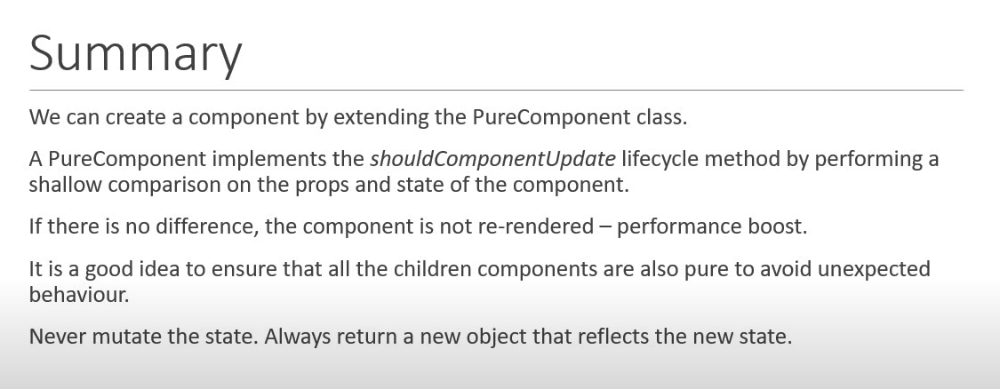 Summary
We can create a component by extending the PureComponent class.
A PureComponent implements the shouldComponentUpdate lifecycle method by performing a
shallow comparison on the props and state of the component.
If there is no difference, the component is not re-rendered – performance boost.
It is a good idea to ensure that all the children components are also pure to avoid unexpected
behaviour.
Never mutate the state. Always return a new object that reflects the new state.